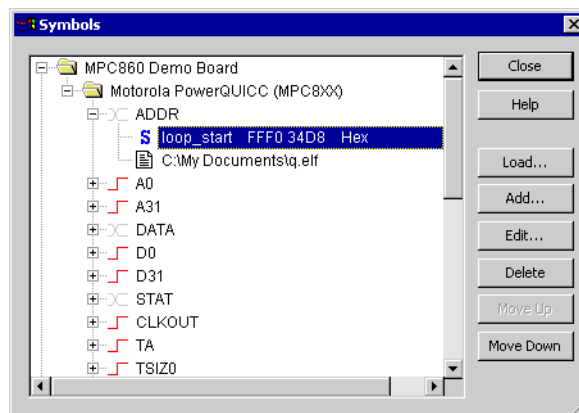 Symbols
MPC860 Demo Board
Motorola PowerQUICC (MPC8XX)
ADDR
S loop_start FFF0 34D8 Hex
C:\My Documents\q.elf
A0
A31
DATA
D0
D31
STAT
CLKOUT
TA
TSIZ0
Close
Help
Load...
Add...
Edit...
Delete
Move Up
Move Down